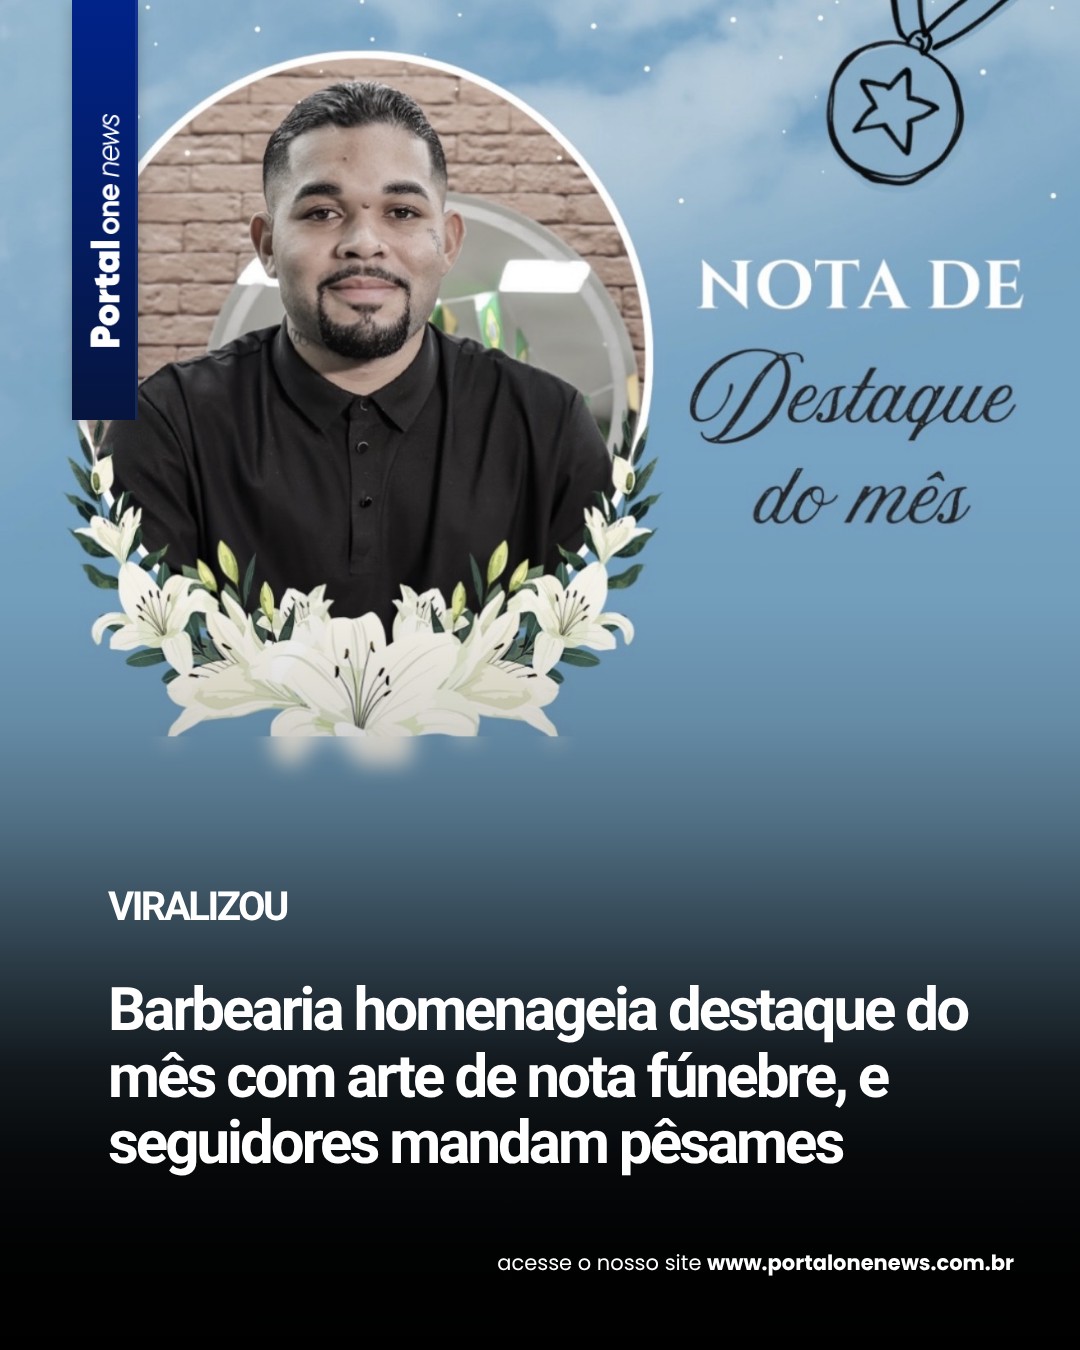 Portal one news
NOTA DE
Destaque
do mês
VIRALIZOU
Barbearia homenageia destaque do
mês com arte de nota fúnebre, e
seguidores mandam pêsames
acesse o nosso site www.portalonenews.com.br